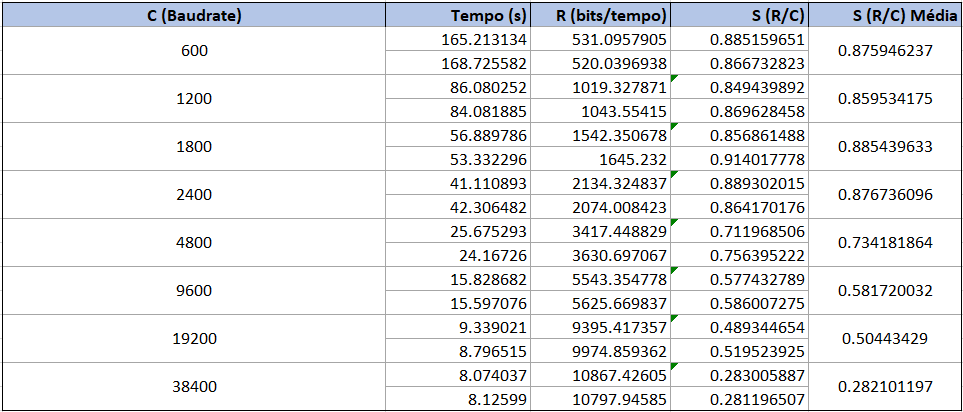 C (Baudrate) Tempo (s) R (bits/tempo) S (R/C) S (R/C) Média
600 165.213134 531.0957905 0.885159651 0.875946237
168.725582 520.0396938 0.866732823
1200 86.080252 1019.327871 0.849439892 0.859534175
84.081885 1043.55415 0.869628458
1800 56.889786 1542.350678 0.856861488 0.885439633
53.332296 1645.232 0.914017778
2400 41.110893 2134.324837 0.889302015 0.876736096
42.306482 2074.008423 0.864170176
4800 25.675293 3417.448829 0.711968506 0.734181864
24.16726 3630.697067 0.756395222
9600 15.828682 5543.354778 0.577432789 0.581720032
15.597076 5625.669837 0.586007275
19200 9.339021 9395.417357 0.489344654 0.50443429
8.796515 9974.859362 0.519523925
38400 8.074037 10867.42605 0.283005887 0.282101197
8.12599 10797.94585 0.281196507